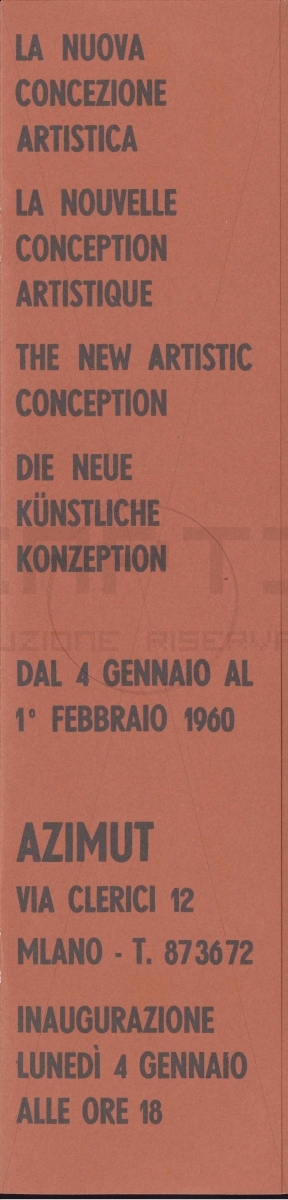 LA NUOVA
CONCEZIONE
ARTISTICA
LA NOUVELLE
CONCEPTION
ARTISTIQUE
THE NEW ARTISTIC
CONCEPTION
DIE NEUE
KÜNSTLICHE
KONZEPTION
DAL 4 GENNAIO AL
1° FEBBRAIO 1960
AZIMUT
VIA CLERICI 12
MLANO - T. 873672
INAUGURAZIONE
LUNEDÌ 4 GENNAIO
ALLE ORE 18